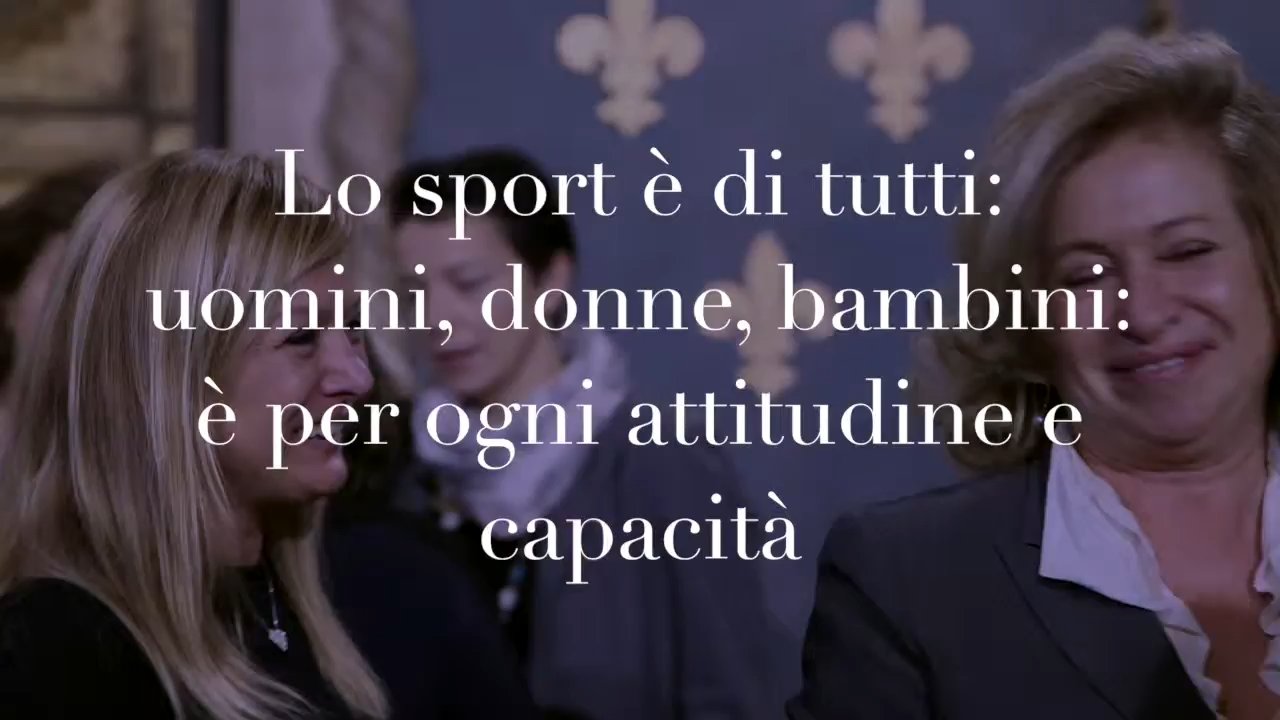 Lo sport è di tutti:
uomini, donne, bambini:
è per ogni attitudine e
capacità